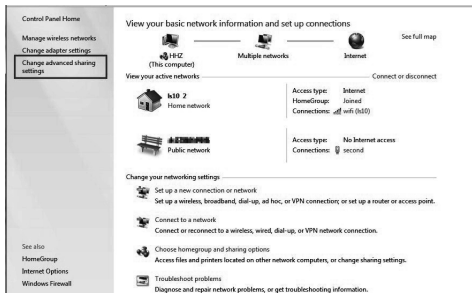 Control Panel Home
Manage wireless networks
Change adapter settings
Change advanced sharing
settings
View your basic network information and set up connections
See full map
HHZ
(This computer)
Multiple networks
Internet
View your active networks
Connect or disconnect
ls10 2
Home network
Access type: Internet
HomeGroup: Joined
Connections: wifi (ls10)
Public network
Access type: No Internet access
Connections: second
Change your networking settings
Set up a new connection or network
Set up a wireless, broadband, dial-up, ad hoc, or VPN connection; or set up a router or access point.
Connect to a network
Connect or reconnect to a wireless, wired, dial-up, or VPN network connection.
Choose homegroup and sharing options
Access files and printers located on other network computers, or change sharing settings.
Troubleshoot problems
Diagnose and repair network problems, or get troubleshooting information.
See also
HomeGroup
Internet Options
Windows Firewall